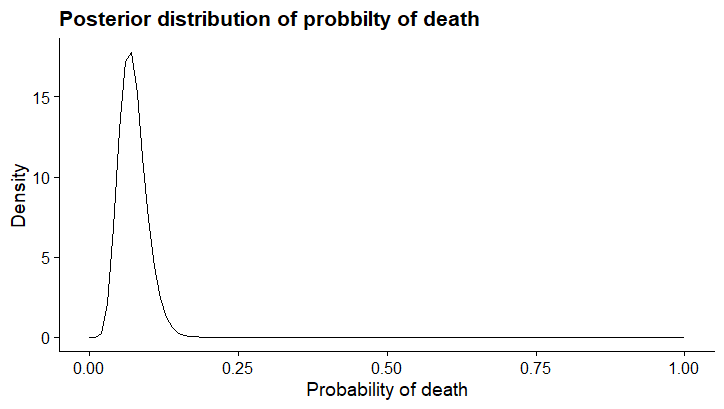 Posterior distribution of probbilty of death
15
10
5
0
Density
0.00 0.25 0.50 0.75 1.00
Probability of death